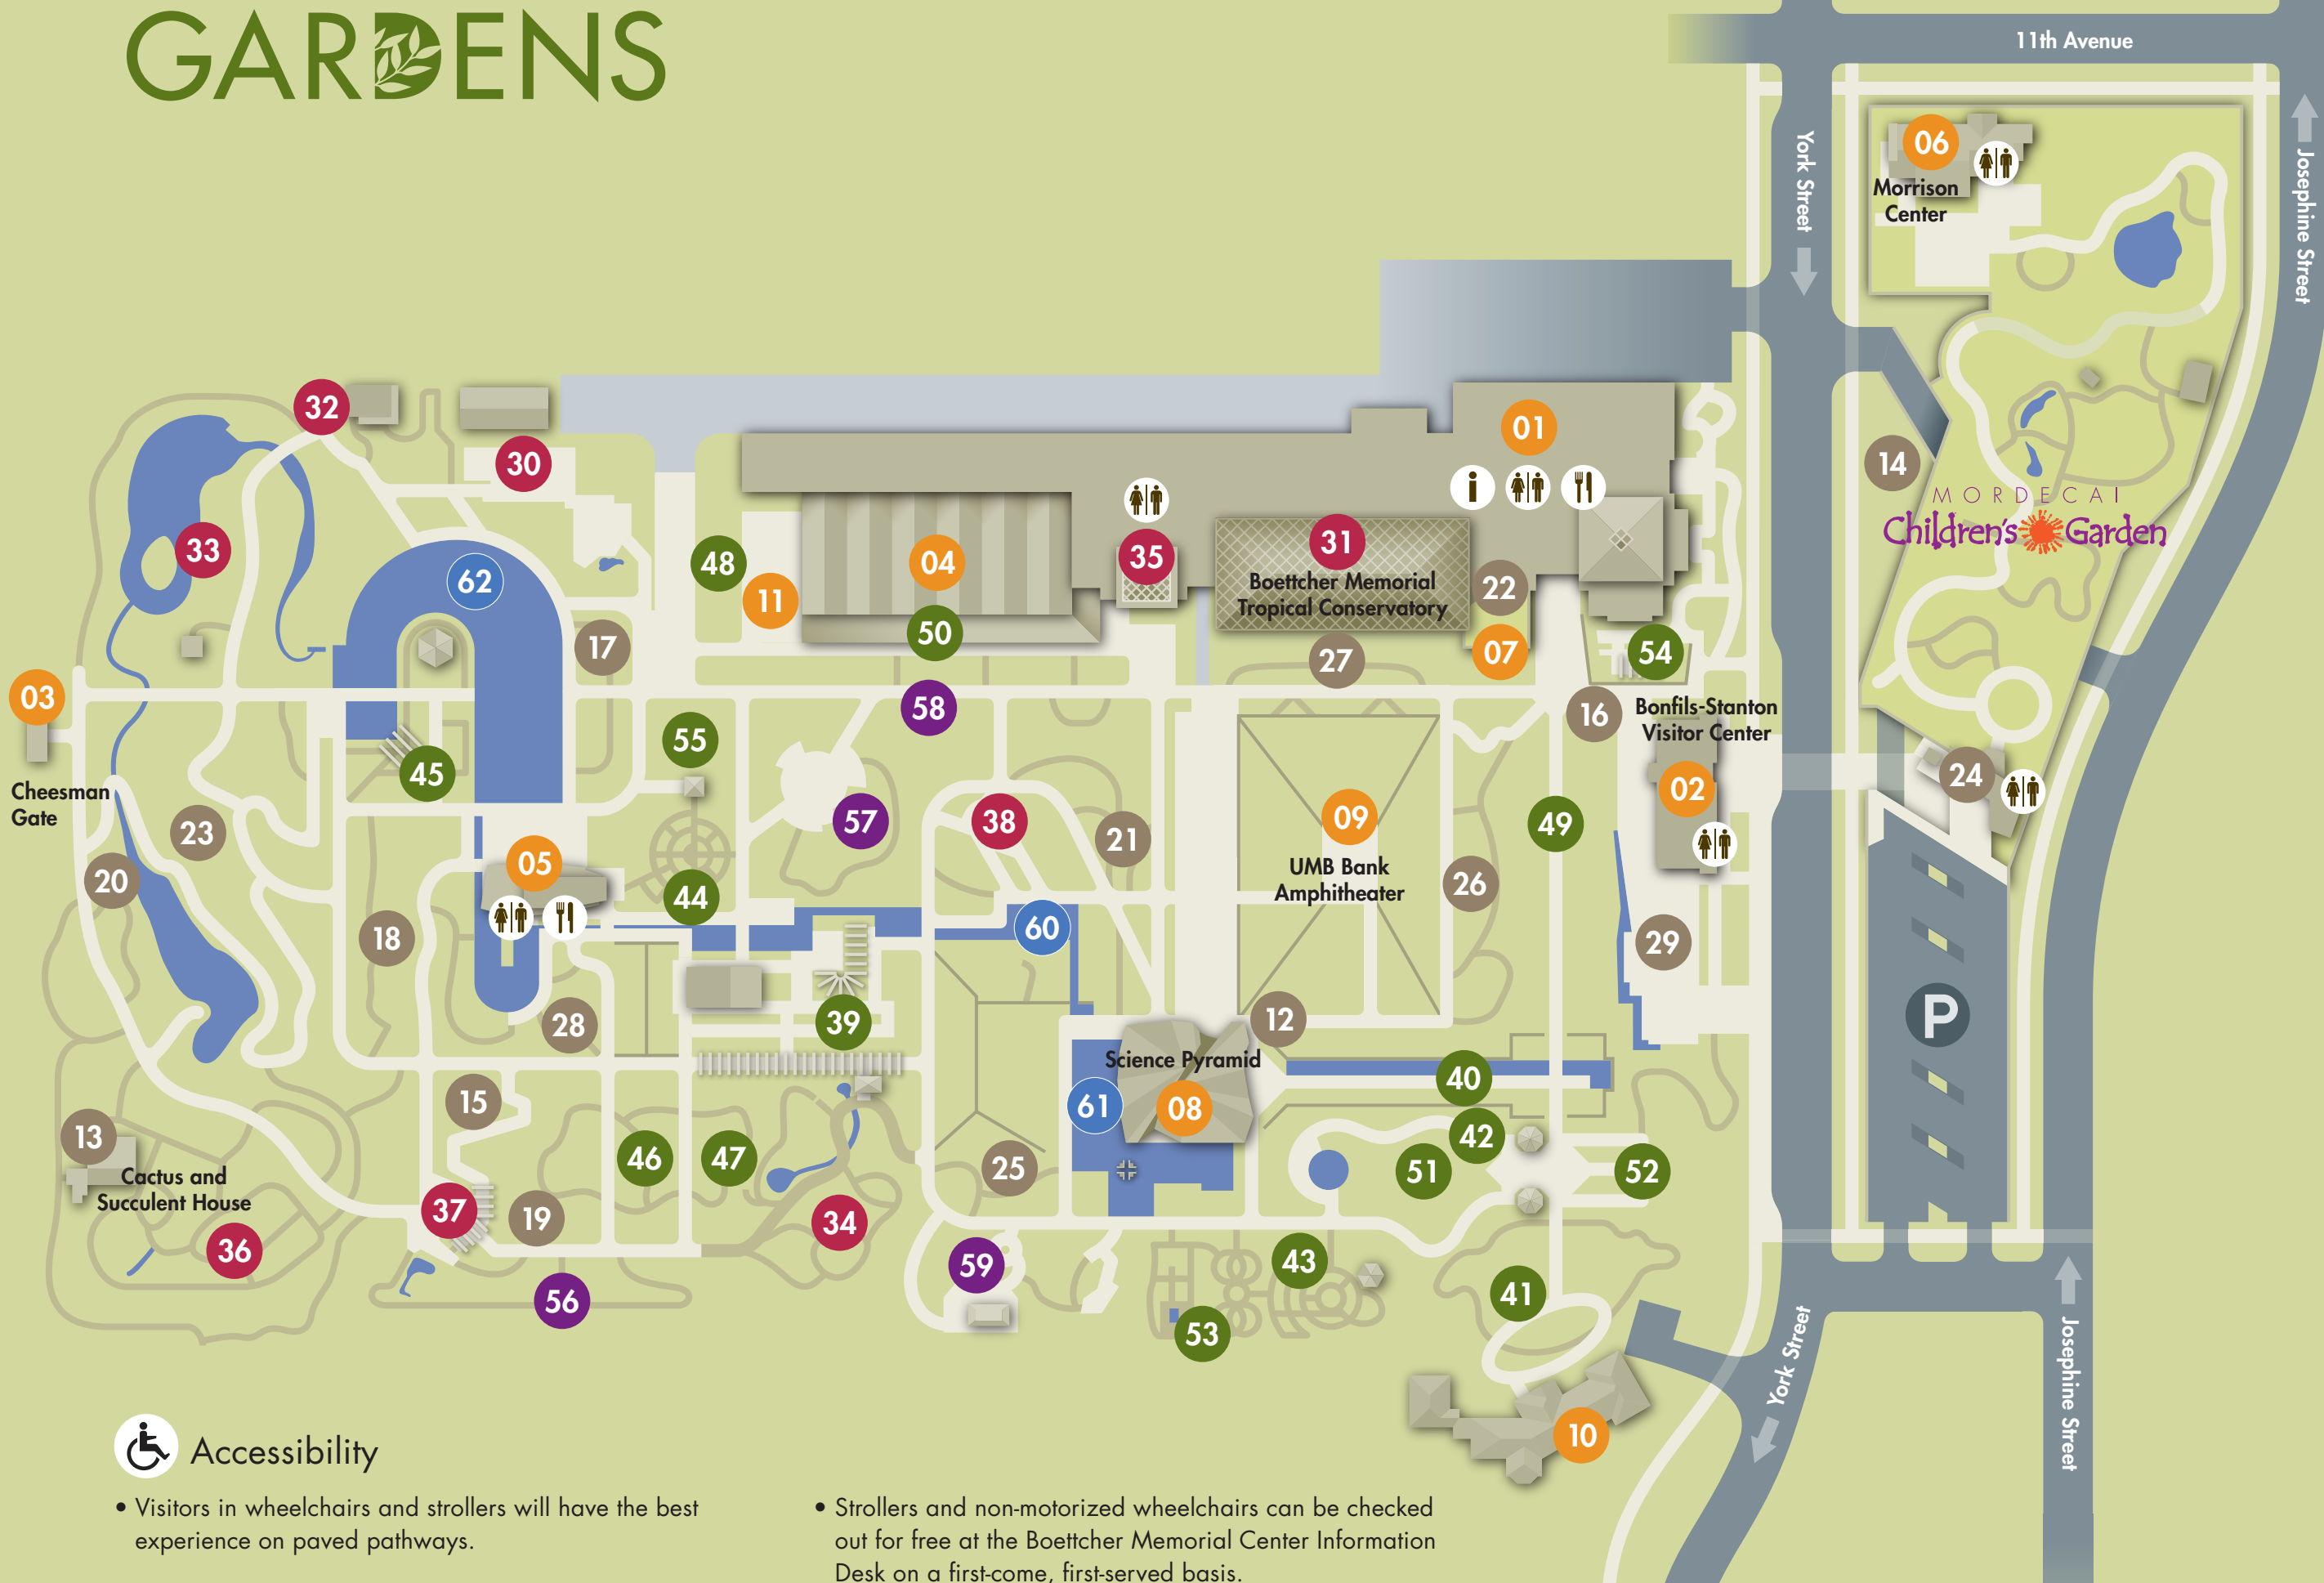 GARDENS
11th Avenue
York Street
Josephine Street
06
Morrison
Center
32
01
30
14
MORDECAI
Children's Garden
33
62
48
11
04
35
31
Boettcher Memorial
Tropical Conservatory
22
50
17
27
07
54
03
58
16
Bonfils-Stanton
Visitor Center
55
45
Cheesman
Gate
24
02
23
57
38
21
09
49
UMB Bank
Amphitheater
05
20
44
26
18
60
29
28
39
12
P
Science Pyramid
61
08
40
15
13
42
46
47
25
51
52
Cactus and
Succulent House
37
19
34
36
59
43
56
53
41
10
York Street
Josephine Street
Accessibility
• Visitors in wheelchairs and strollers will have the best
experience on paved pathways.
• Strollers and non-motorized wheelchairs can be checked
out for free at the Boettcher Memorial Center Information
Desk on a first-come, first-served basis.